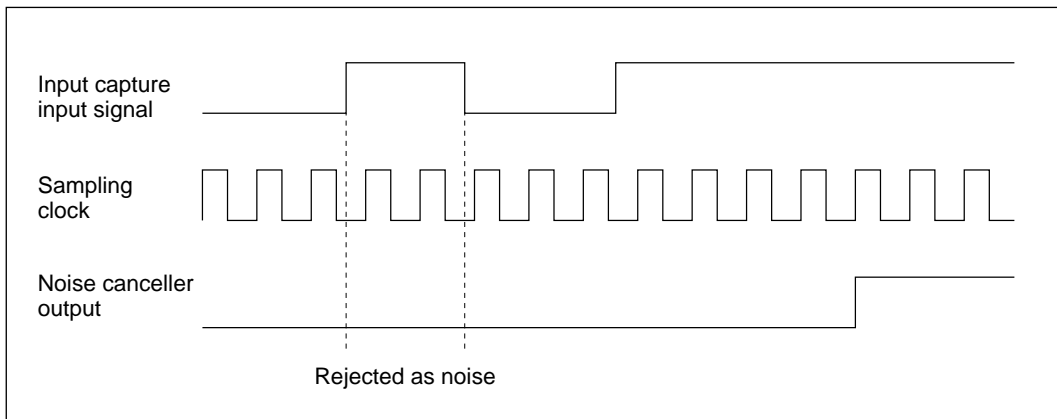 Input capture
input signal
Sampling
clock
Noise canceller
output
Rejected as noise